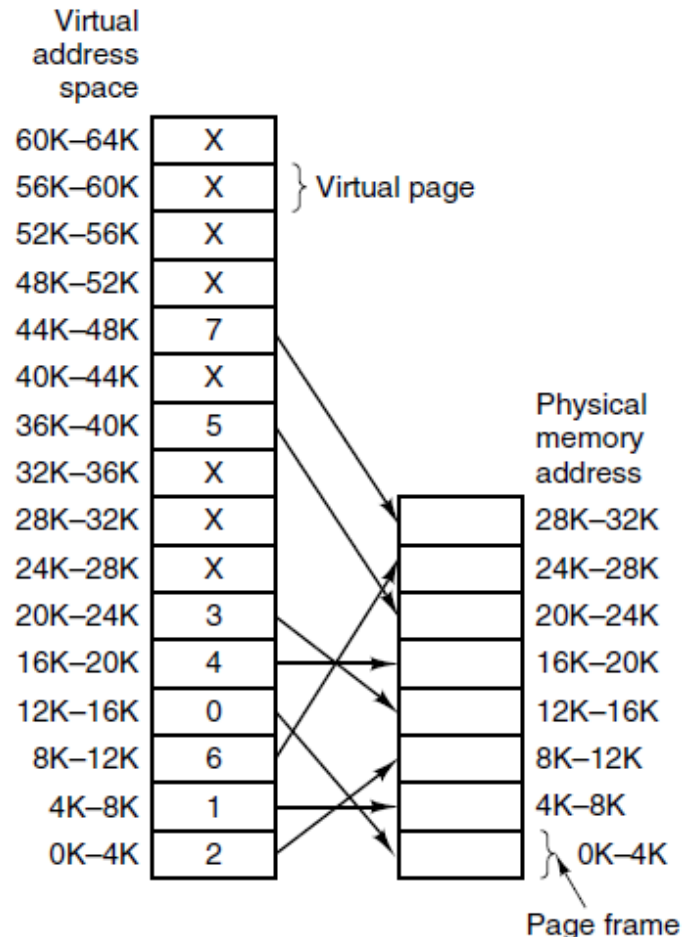 Virtual
address
space
60K–64K X
56K–60K X } Virtual page
52K–56K X
48K–52K X
44K–48K 7
40K–44K X
36K–40K 5
32K–36K X
28K–32K X
24K–28K X
20K–24K 3
16K–20K 4
12K–16K 0
8K–12K 6
4K–8K 1
0K–4K 2
Physical
memory
address
28K–32K
24K–28K
20K–24K
16K–20K
12K–16K
8K–12K
4K–8K
} 0K–4K
Page frame